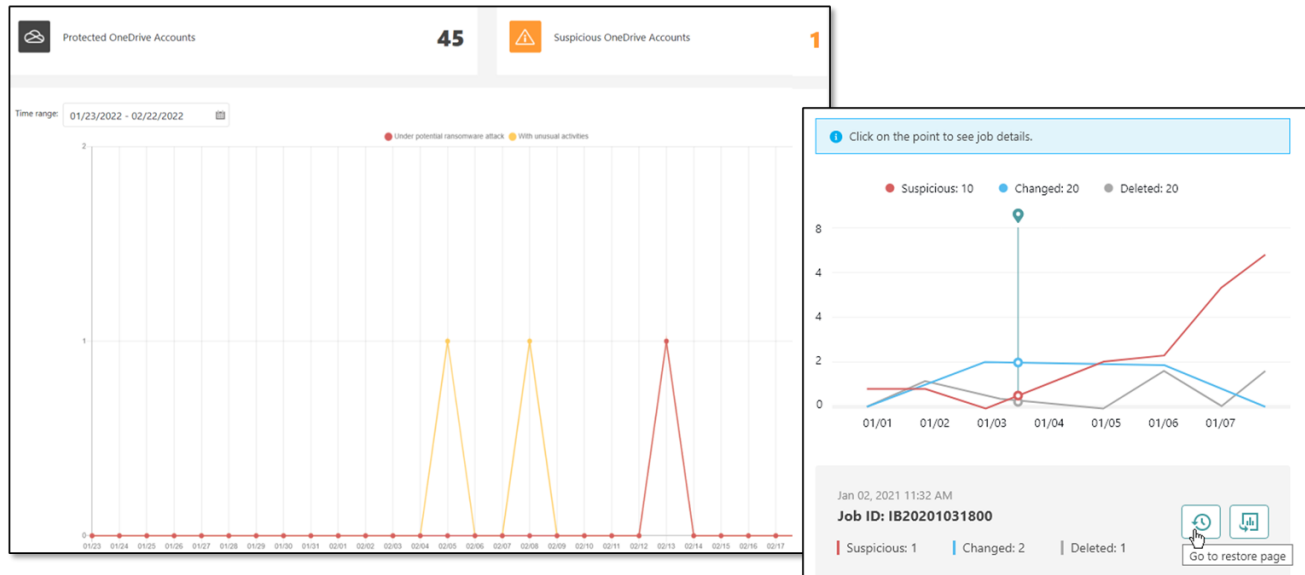 Protected OneDrive Accounts 45
Suspicious OneDrive Accounts 1
Time range: 01/23/2022 - 02/22/2022
Under potential ransomware attack With unusual activities
2
1
0
01/23 01/24 01/25 01/26 01/27 01/28 01/29 01/30 01/31 02/02 02/02 02/03 02/04 02/05 02/06 02/07 02/08 02/09 02/10 02/11 02/12 02/13 02/14 02/15 02/16 02/17
Click on the point to see job details.
Suspicious: 10 Changed: 20 Deleted: 20
8
4
4
2
0
01/01 01/02 01/03 01/04 01/05 01/06 01/07
Jan 02, 2021 11:32 AM
Job ID: IB20201031800
Suspicious: 1 Changed: 2 Deleted: 1
Go to restore page